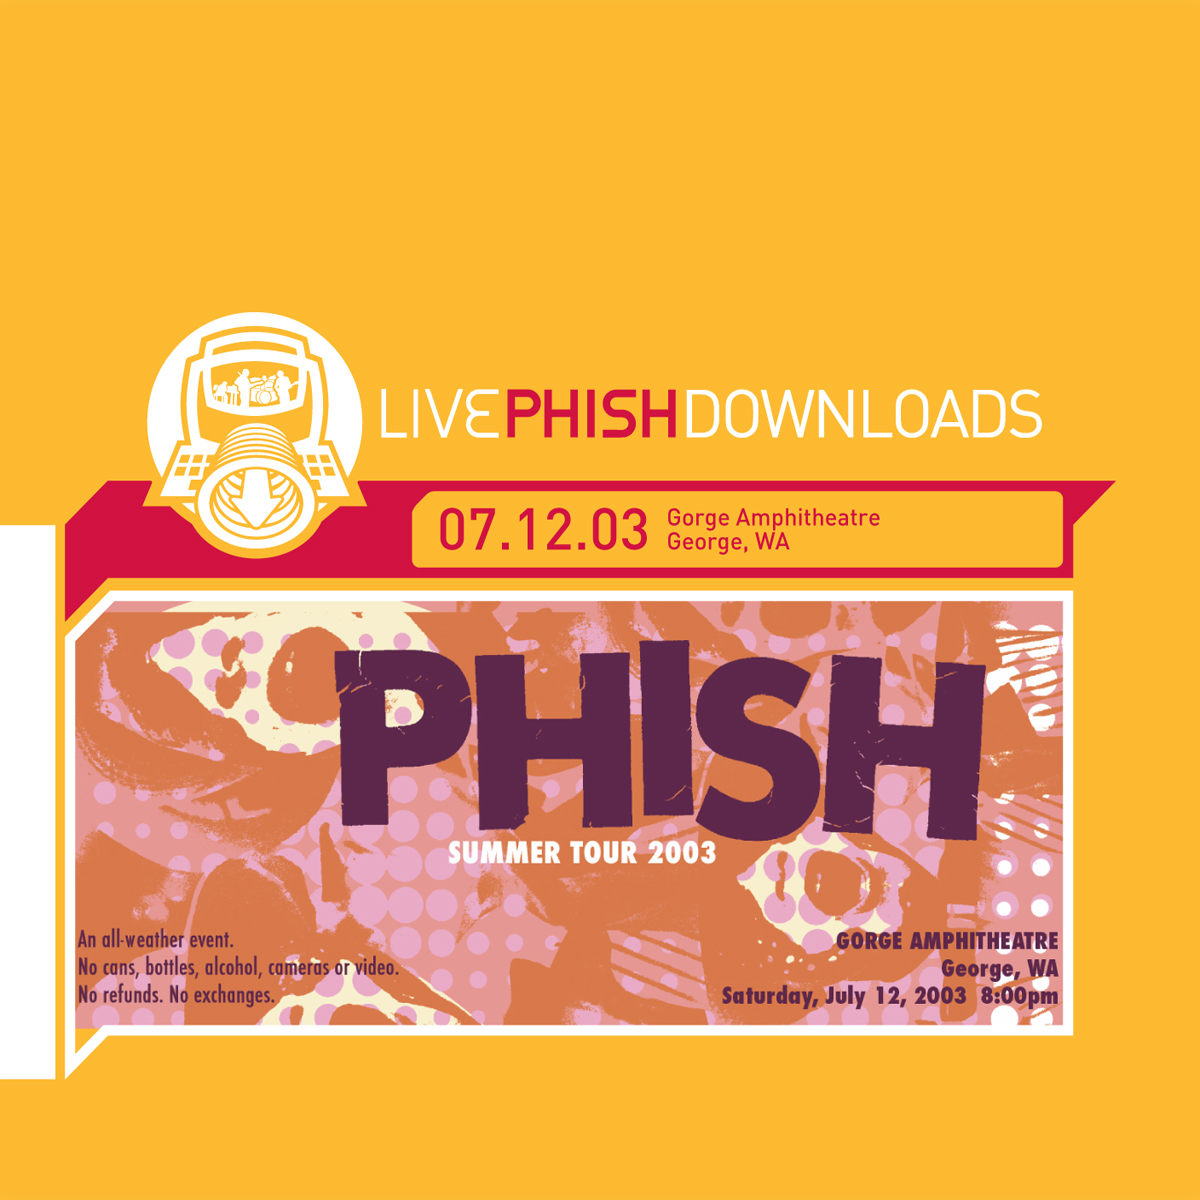 LIVEPHISHDOWNLOADS
07.12.03
Gorge Amphitheatre
George, WA
PHISH
SUMMER TOUR 2003
An all-weather event.
No cans, bottles, alcohol, cameras or video.
No refunds. No exchanges.
GORGE AMPHITHEATRE
George, WA
Saturday, July 12, 2003 8:00pm